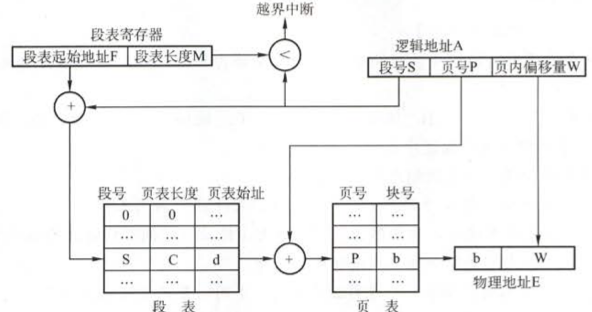 越界中断
段表寄存器
段表起始地址F 段表长度M
<
逻辑地址A
段号S 页号P 页内偏移量W
+
段号 页表长度 页表始址
0 0 …
… … …
S C d
… … …
段 表
+
页号 块号
… …
… …
P b
… …
页 表
b W
物理地址E